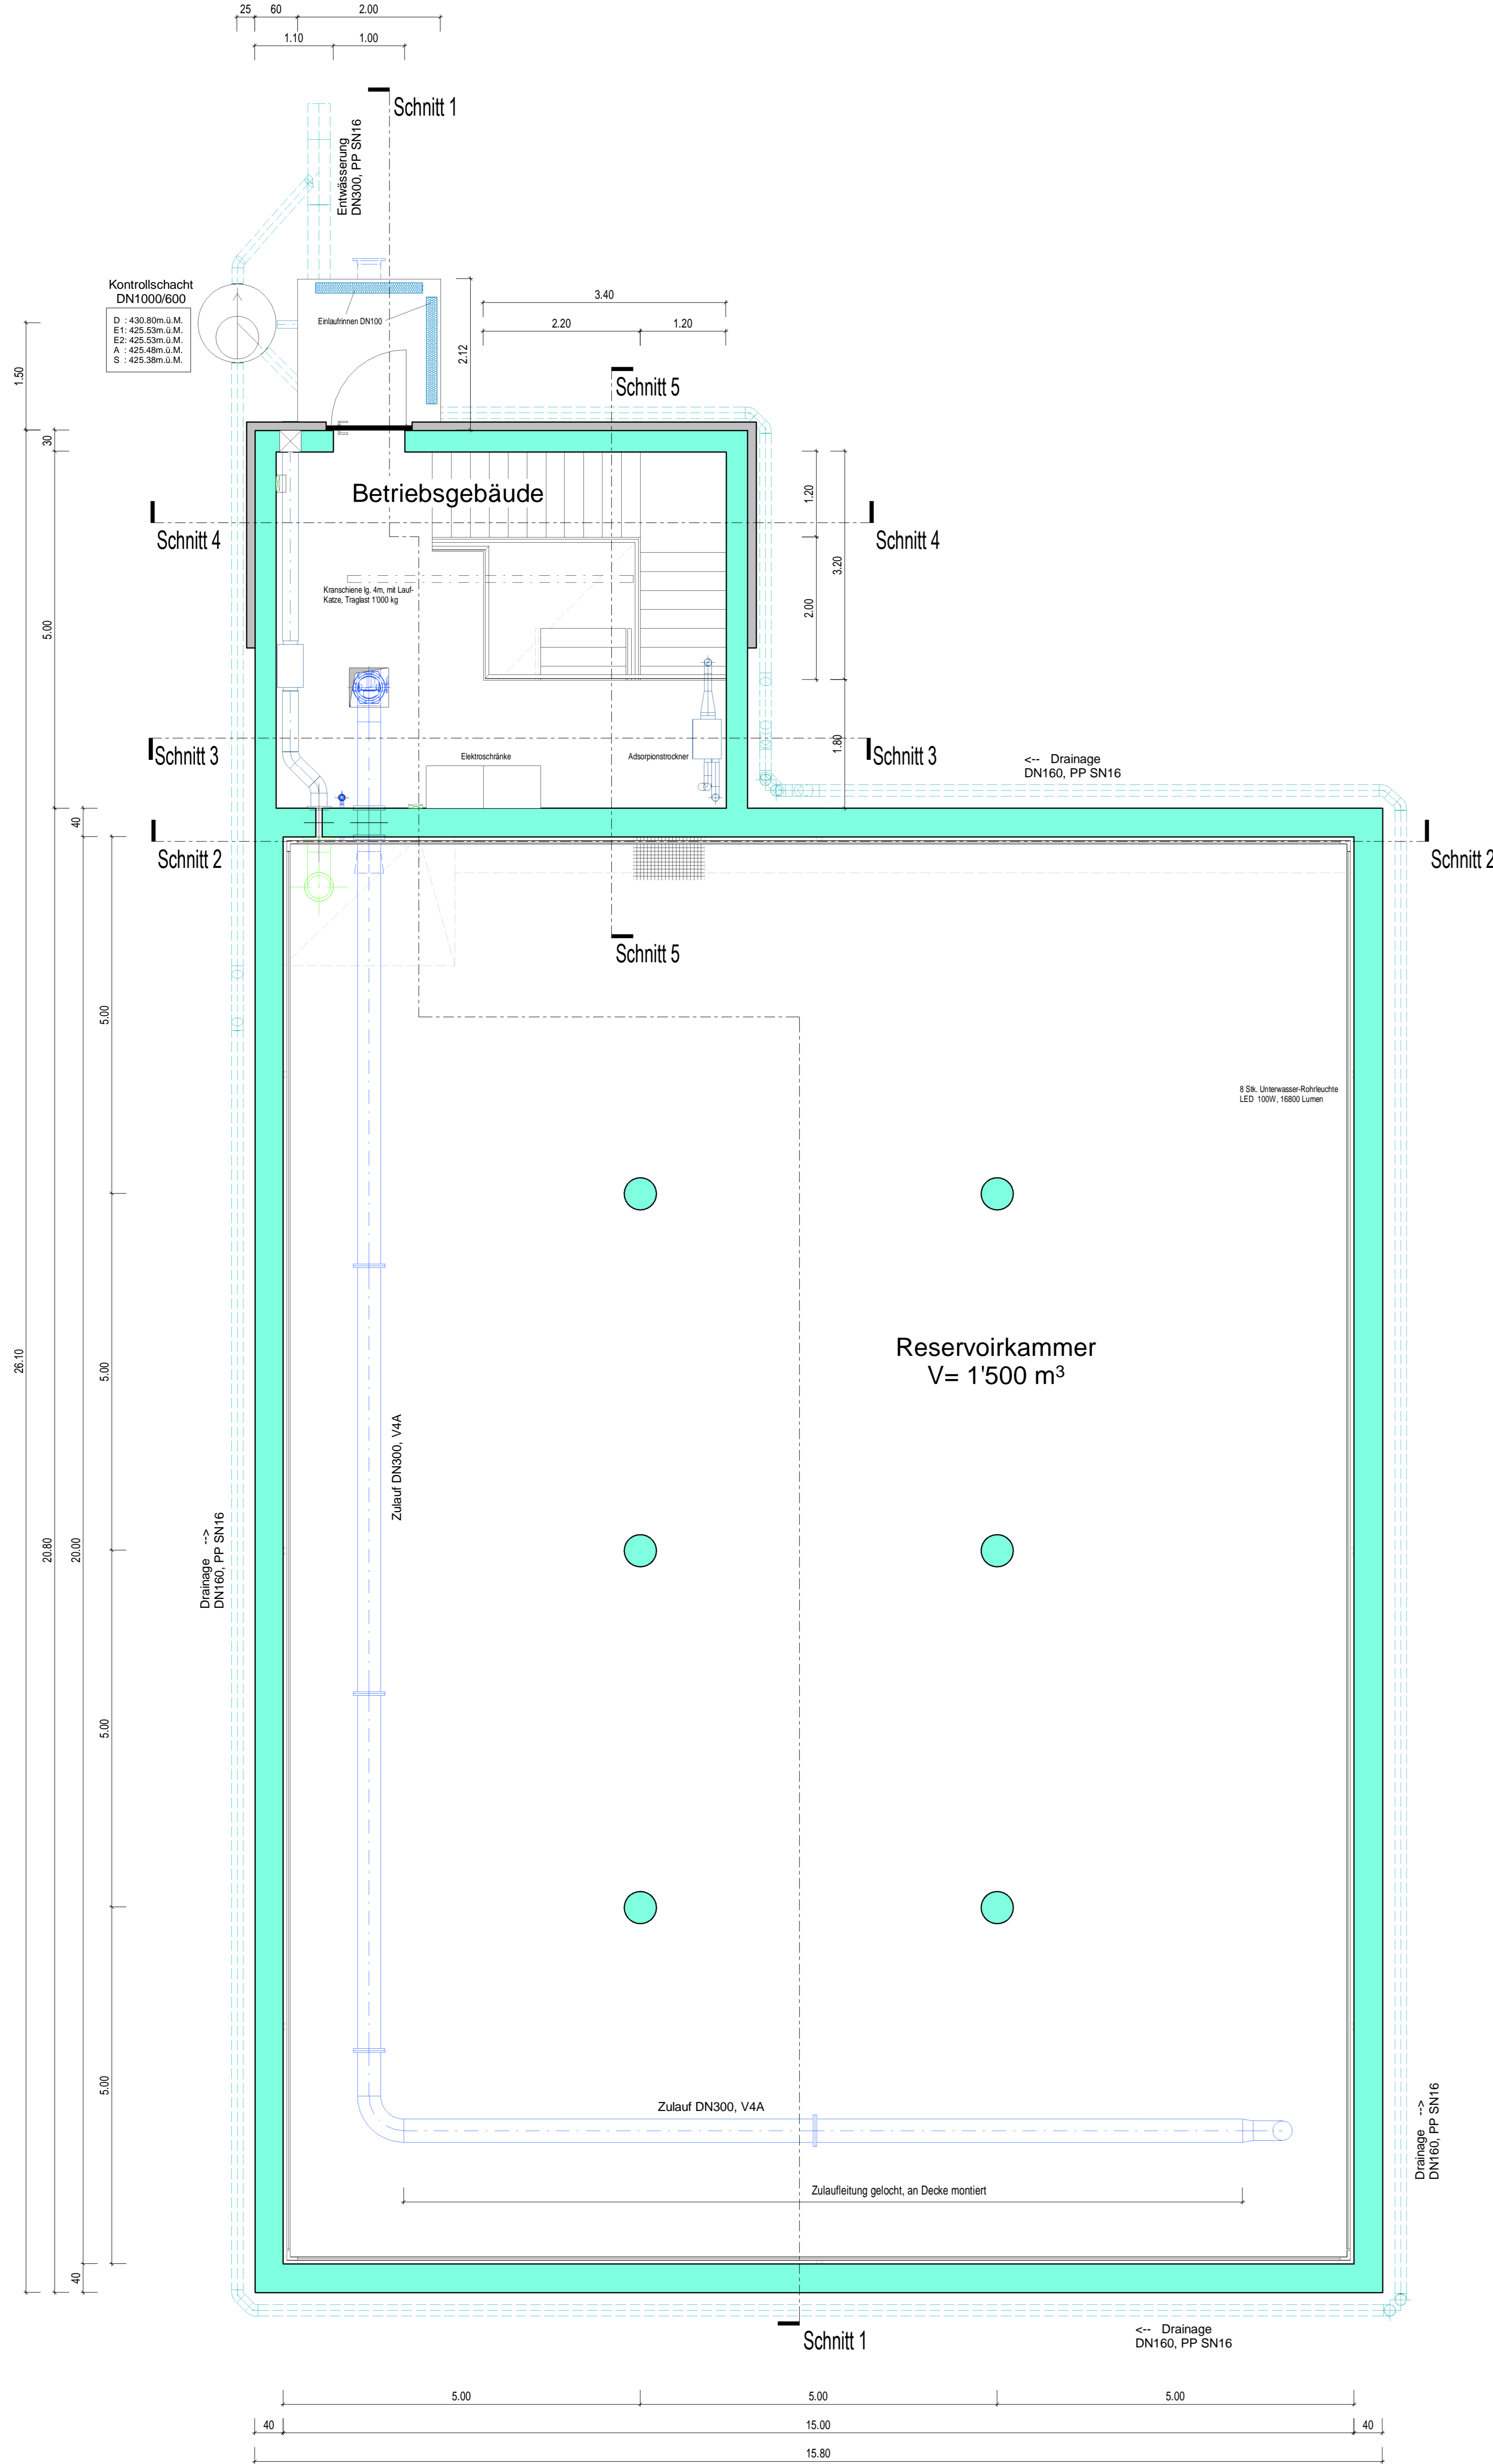 25 60 2.00
1.10 1.00
Schnitt 1
Entwässerung
DN300, PP SN16
Kontrollschacht
DN1000/600
D : 430.80m.ü.M.
E1: 425.53m.ü.M.
E2: 425.53m.ü.M.
A : 425.48m.ü.M.
S : 425.38m.ü.M.
Einlaufrinnen DN100
2.12
3.40
2.20 1.20
1.50
Schnitt 5
30
Betriebsgebäude
1.20
Schnitt 4
Schnitt 4
3.20
Kranschiene lg. 4m, mit Lauf-
Katze, Traglast 1'000 kg
2.00
5.00
1.80
Schnitt 3
Elektroschränke
Adsorpionstrockner
Schnitt 3
<-- Drainage
DN160, PP SN16
40
Schnitt 2
Schnitt 2
Schnitt 5
5.00
8 Stk. Unterwasser-Rohrleuchte
LED 100W, 16800 Lumen
26.10
5.00
Reservoirkammer
V= 1'500 m³
Zulauf DN300, V4A
20.80
20.00
Drainage -->
DN160, PP SN16
5.00
5.00
Zulauf DN300, V4A
Drainage -->
DN160, PP SN16
Zulaufleitung gelocht, an Decke montiert
40
Schnitt 1
<-- Drainage
DN160, PP SN16
5.00 5.00 5.00
40 15.00 40
15.80